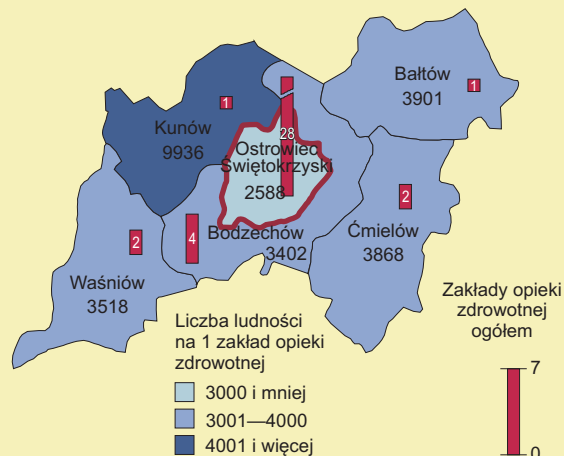 Bałtów
3901
1
1
Kunów
9936
28
Ostrowiec
Świętokrzyski
2588
2
Ćmielów
3868
4
Bodzechów
3402
2
Waśniów
3518
Liczba ludności
na 1 zakład opieki
zdrowotnej
3000 i mniej
3001—4000
4001 i więcej
Zakłady opieki
zdrowotnej
ogółem
7
0